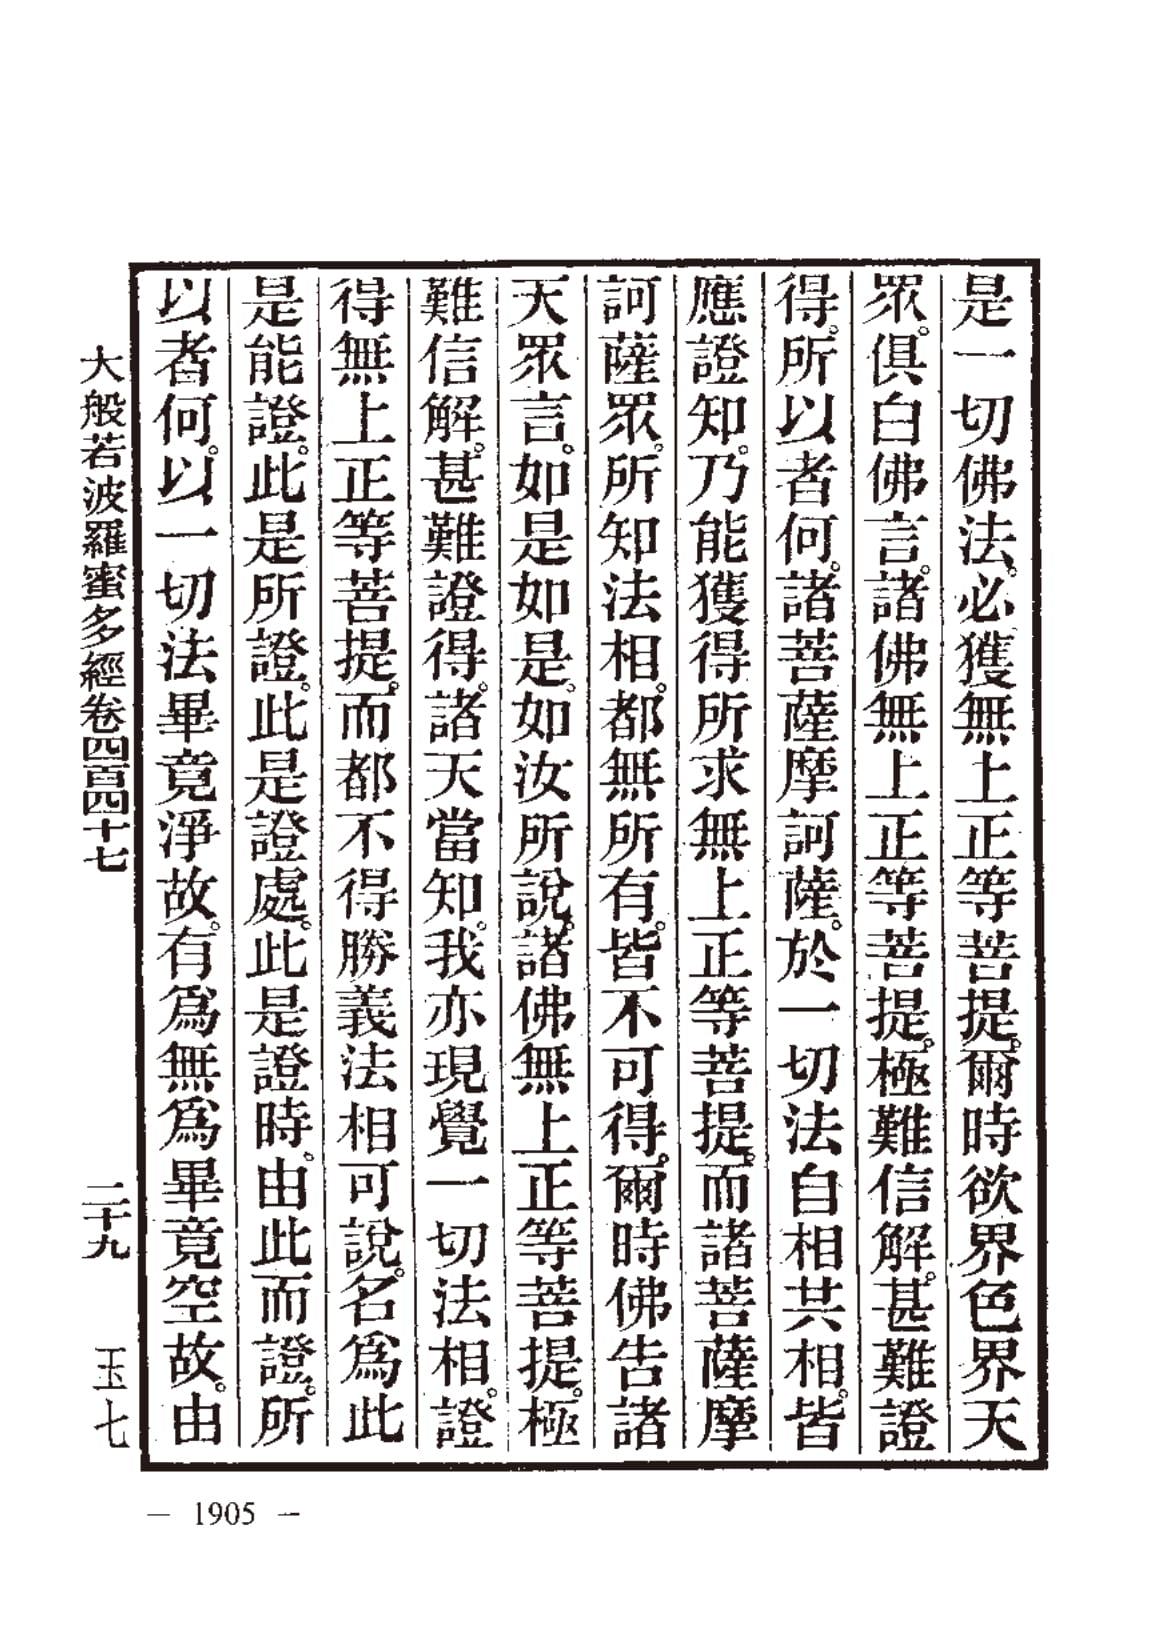 是一切佛法。必獲無上正等菩提。爾時欲界色界天
眾。俱白佛言。諸佛無上正等菩提。極難信解。甚難證
得。所以者何。諸菩薩摩訶薩。於一切法自相共相。皆
應證知。乃能獲得所求無上正等菩提。而諸菩薩摩
訶薩眾。所知法相。都無所有。皆不可得。爾時佛告諸
天眾言。如是如是。如汝所說。諸佛無上正等菩提。極
難信解。甚難證得。諸天當知。我亦現覺一切法相。證
得無上正等菩提。而都不得勝義法相可說。名為此
是能證。此是所證。此是證處。此是證時。由此而證。所
以者何。以一切法畢竟淨故。有為無為畢竟空故。由
大般若波羅蜜多經卷四百四十七 二十九 玉七
— 1905 —